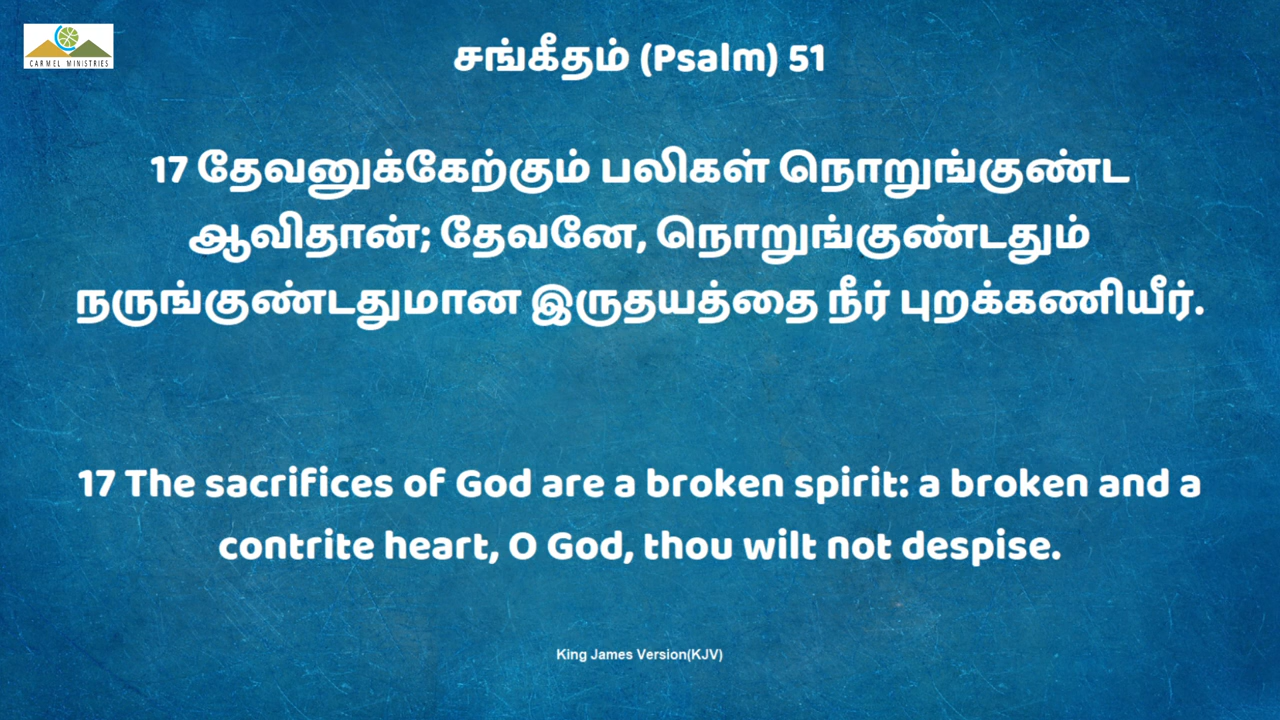 CARMEL MINISTRIES
சங்கீதம் (Psalm) 51
17 தேவனுக்கேற்கும் பலிகள் நொறுங்குண்ட
ஆவிதான்; தேவனே, நொறுங்குண்டதும்
நருங்குண்டதுமான இருதயத்தை நீர் புறக்கணியீர்.
17 The sacrifices of God are a broken spirit: a broken and a
contrite heart, O God, thou wilt not despise.
King James Version(KJV)